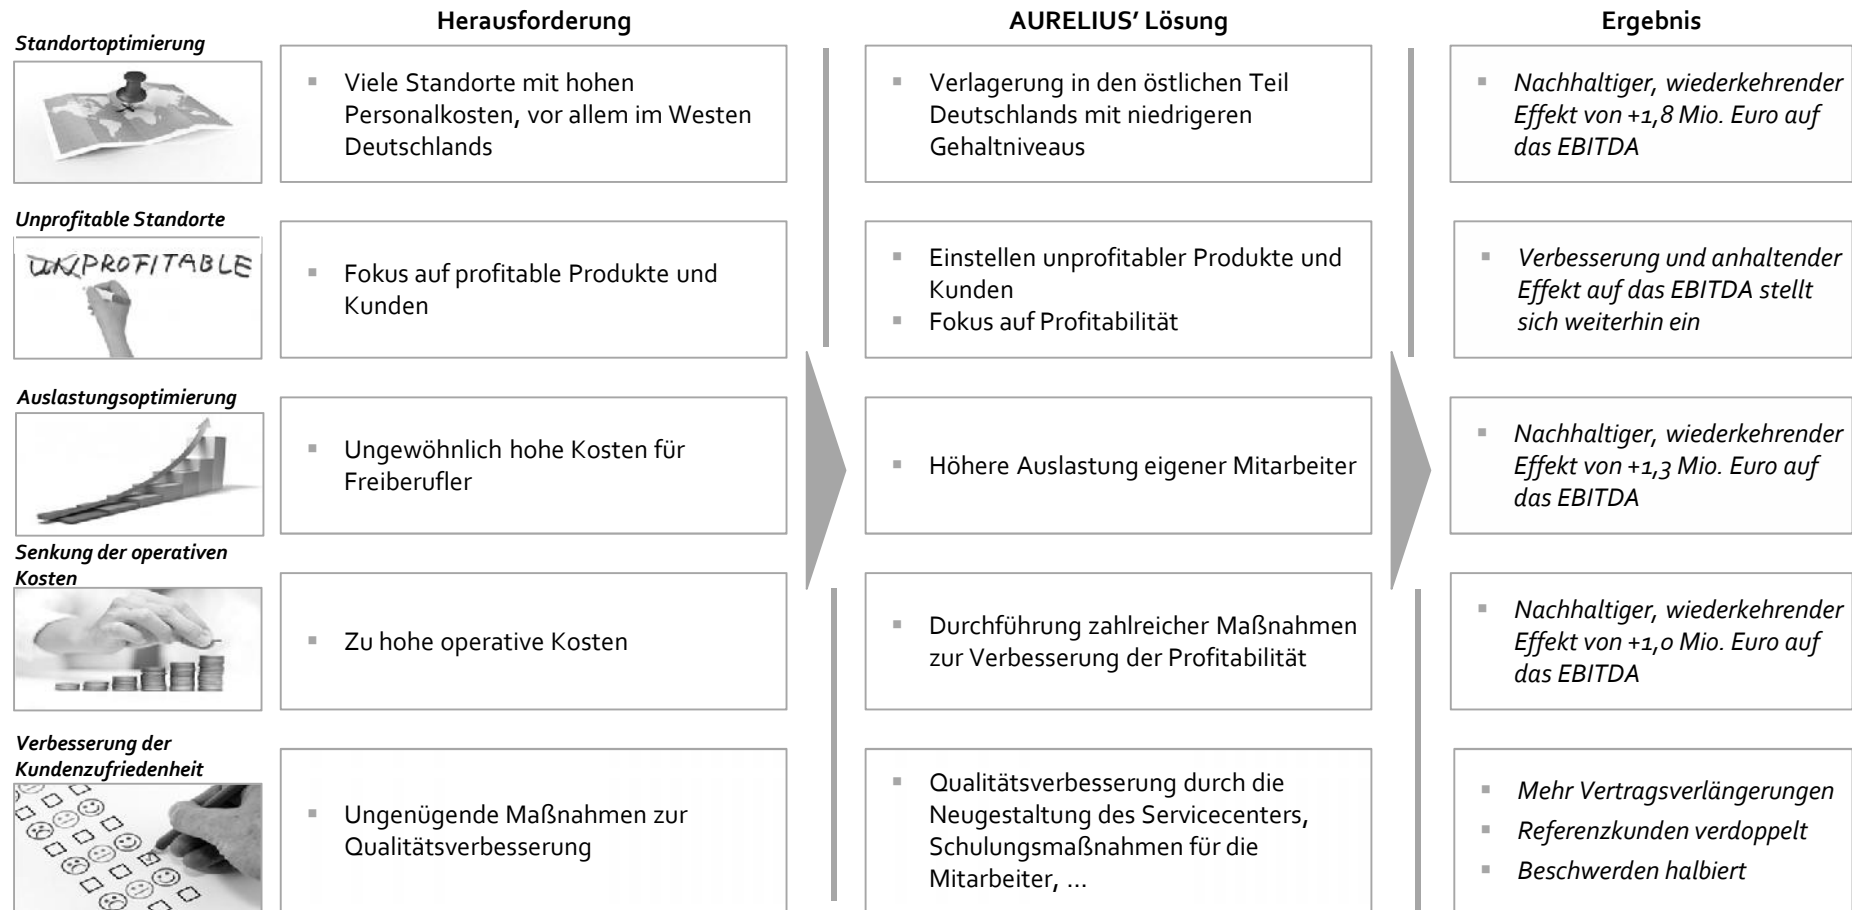 Herausforderung
AURELIUS’ Lösung
Ergebnis
Standortoptimierung
Viele Standorte mit hohen
Personalkosten, vor allem im Westen
Deutschlands
Verlagerung in den östlichen Teil
Deutschlands mit niedrigeren
Gehaltniveaus
Nachhaltiger, wiederkehrender
Effekt von +1,8 Mio. Euro auf
das EBITDA
Unprofitable Standorte
UNPROFITABLE
Fokus auf profitable Produkte und
Kunden
Einstellen unprofitabler Produkte und
Kunden
Fokus auf Profitabilität
Verbesserung und anhaltender
Effekt auf das EBITDA stellt
sich weiterhin ein
Auslastungsoptimierung
Ungewöhnlich hohe Kosten für
Freiberufler
Höhere Auslastung eigener Mitarbeiter
Nachhaltiger, wiederkehrender
Effekt von +1,3 Mio. Euro auf
das EBITDA
Senkung der operativen
Kosten
Zu hohe operative Kosten
Durchführung zahlreicher Maßnahmen
zur Verbesserung der Profitabilität
Nachhaltiger, wiederkehrender
Effekt von +1,0 Mio. Euro auf
das EBITDA
Verbesserung der
Kundenzufriedenheit
Ungenügende Maßnahmen zur
Qualitätsverbesserung
Qualitätsverbesserung durch die
Neugestaltung des Servicecenters,
Schulungsmaßnahmen für die
Mitarbeiter, ...
Mehr Vertragsverlängerungen
Referenzkunden verdoppelt
Beschwerden halbiert